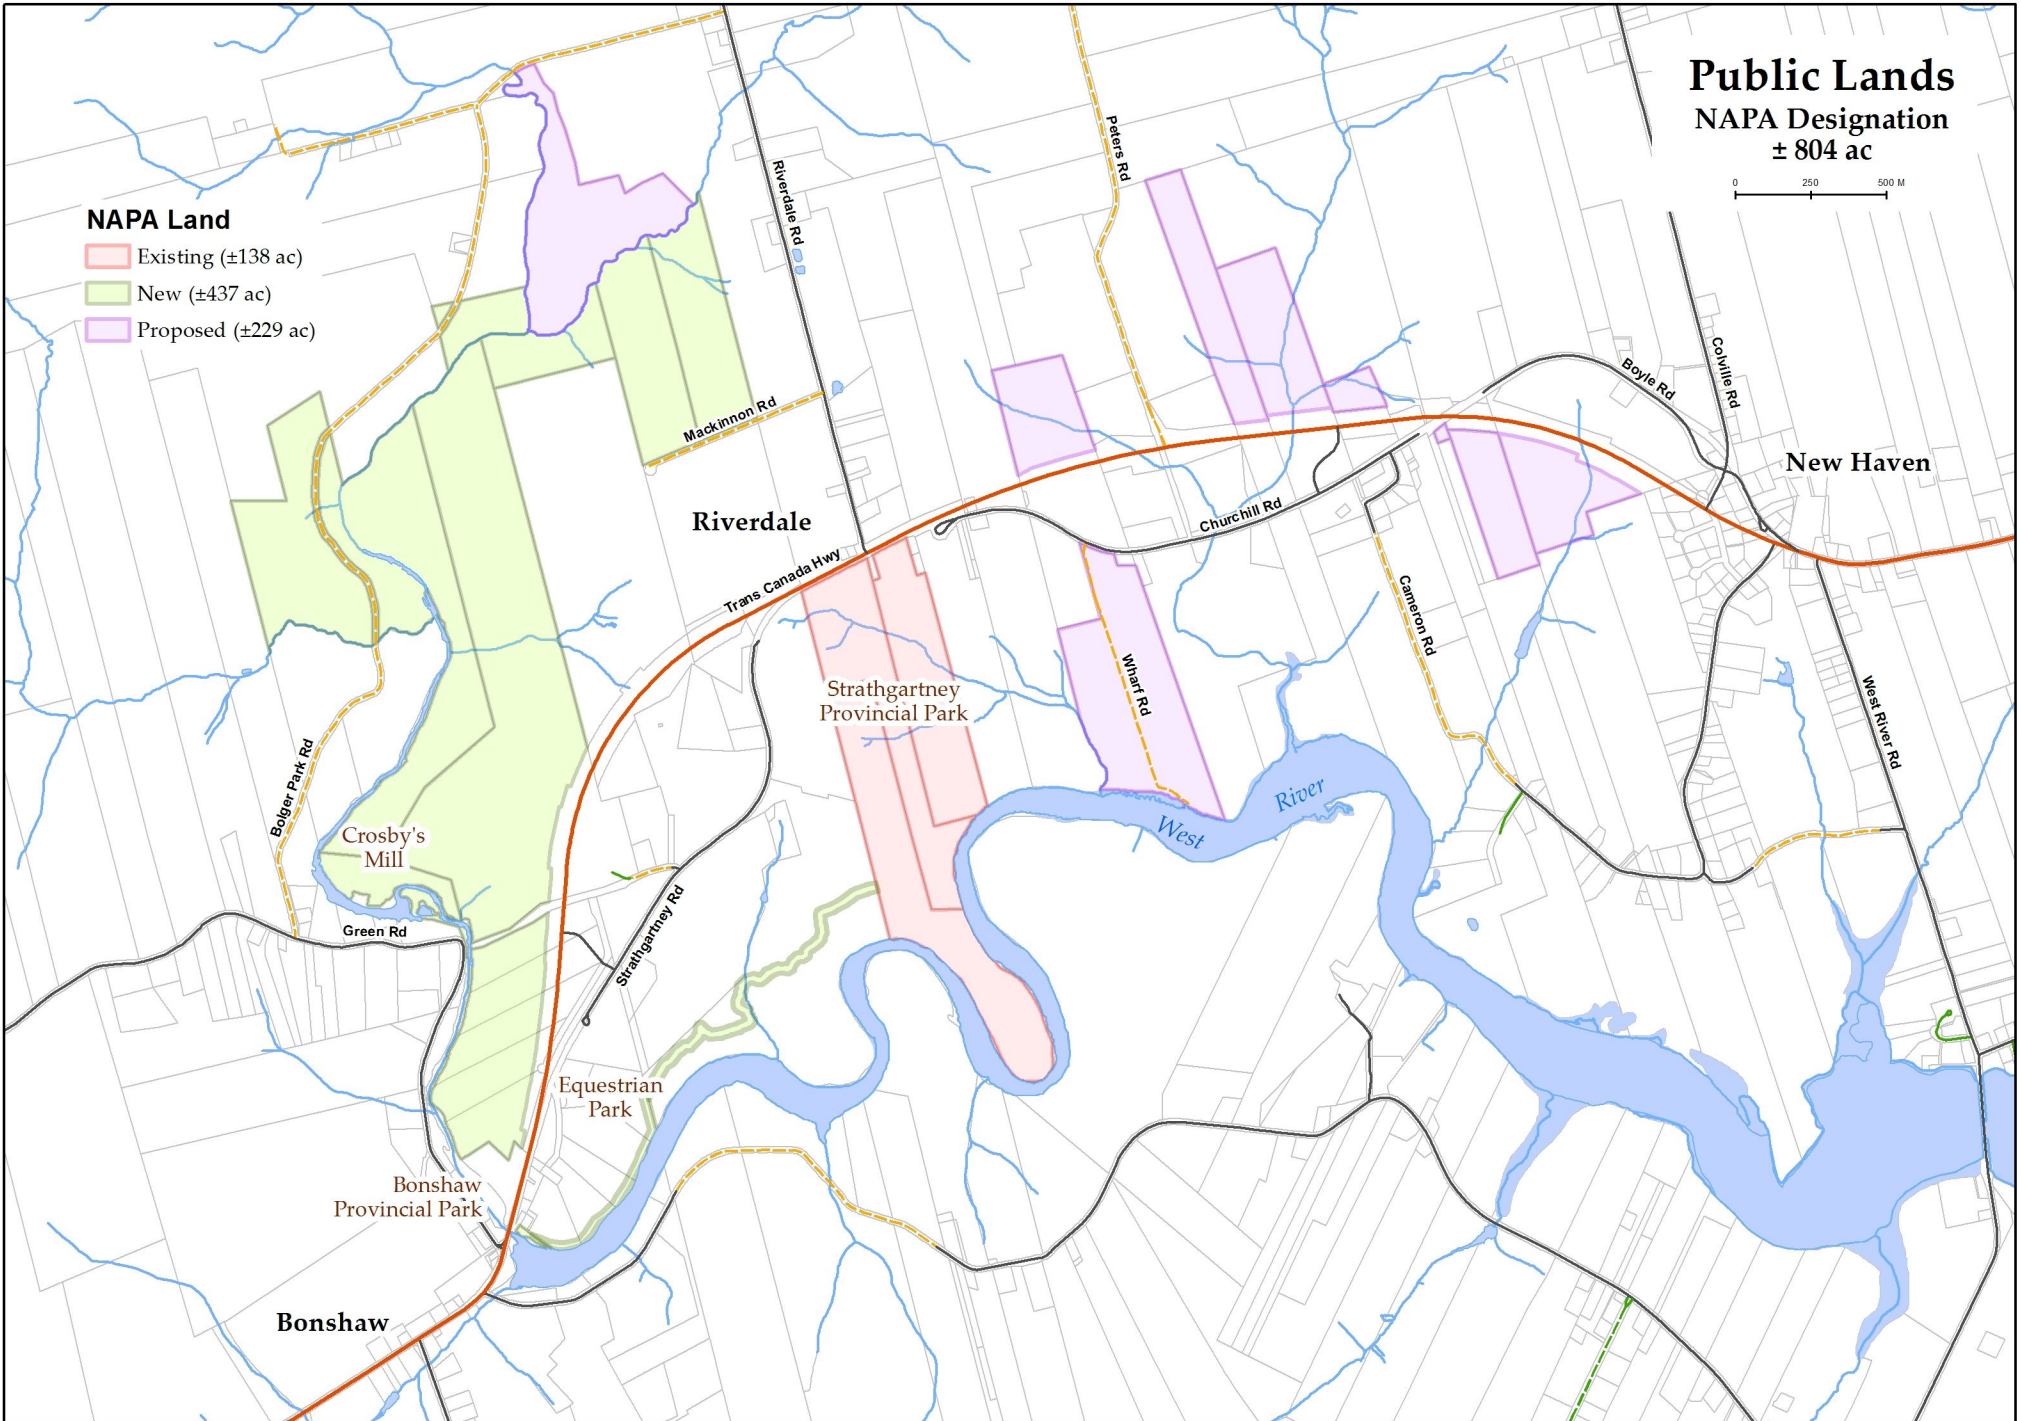 Public Lands
NAPA Designation
± 804 ac
0 250 500 M
NAPA Land
Existing (±138 ac)
New (±437 ac)
Proposed (±229 ac)
Peters Rd
Riverdale Rd
Colville Rd
Boyle Rd
Mackinnon Rd
New Haven
Riverdale
Churchill Rd
Trans Canada Hwy
Cameron Rd
Wharf Rd
West River Rd
Strathgartney
Provincial Park
Bolger Park Rd
River
West
Crosby's
Mill
Green Rd
Strathgartney Rd
Equestrian
Park
Bonshaw
Provincial Park
Bonshaw